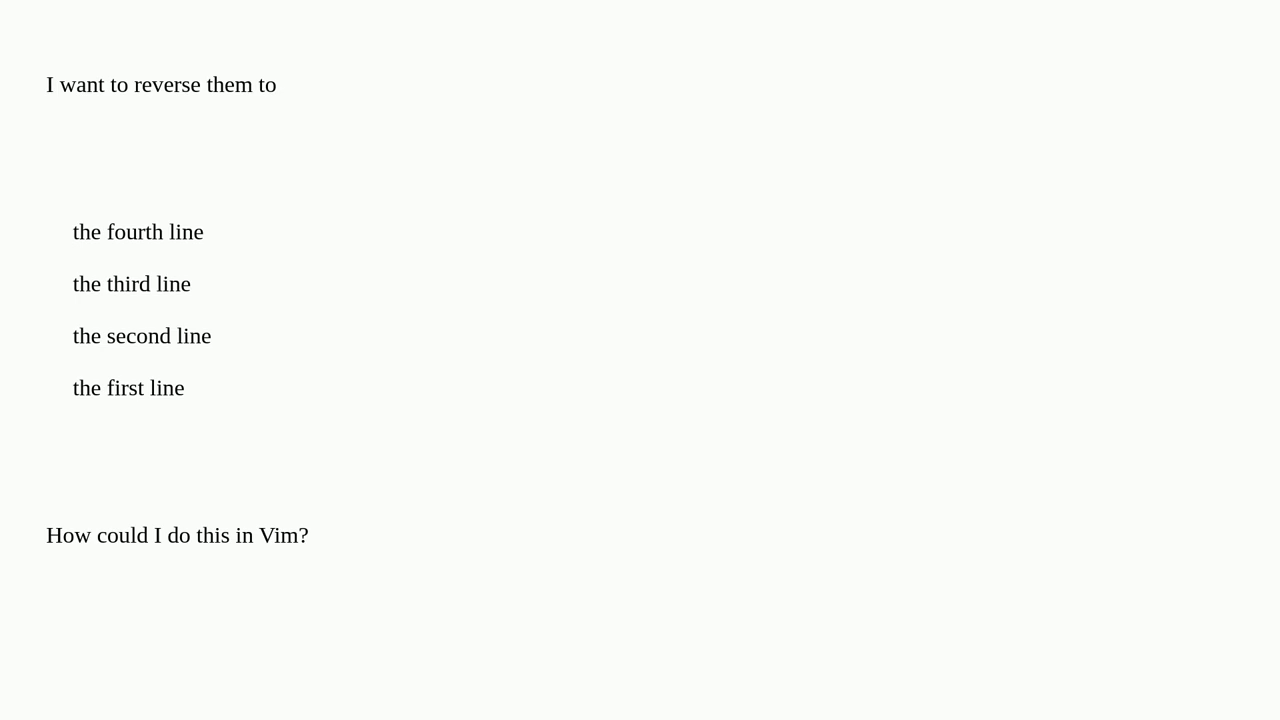 I want to reverse them to
the fourth line
the third line
the second line
the first line
How could I do this in Vim?